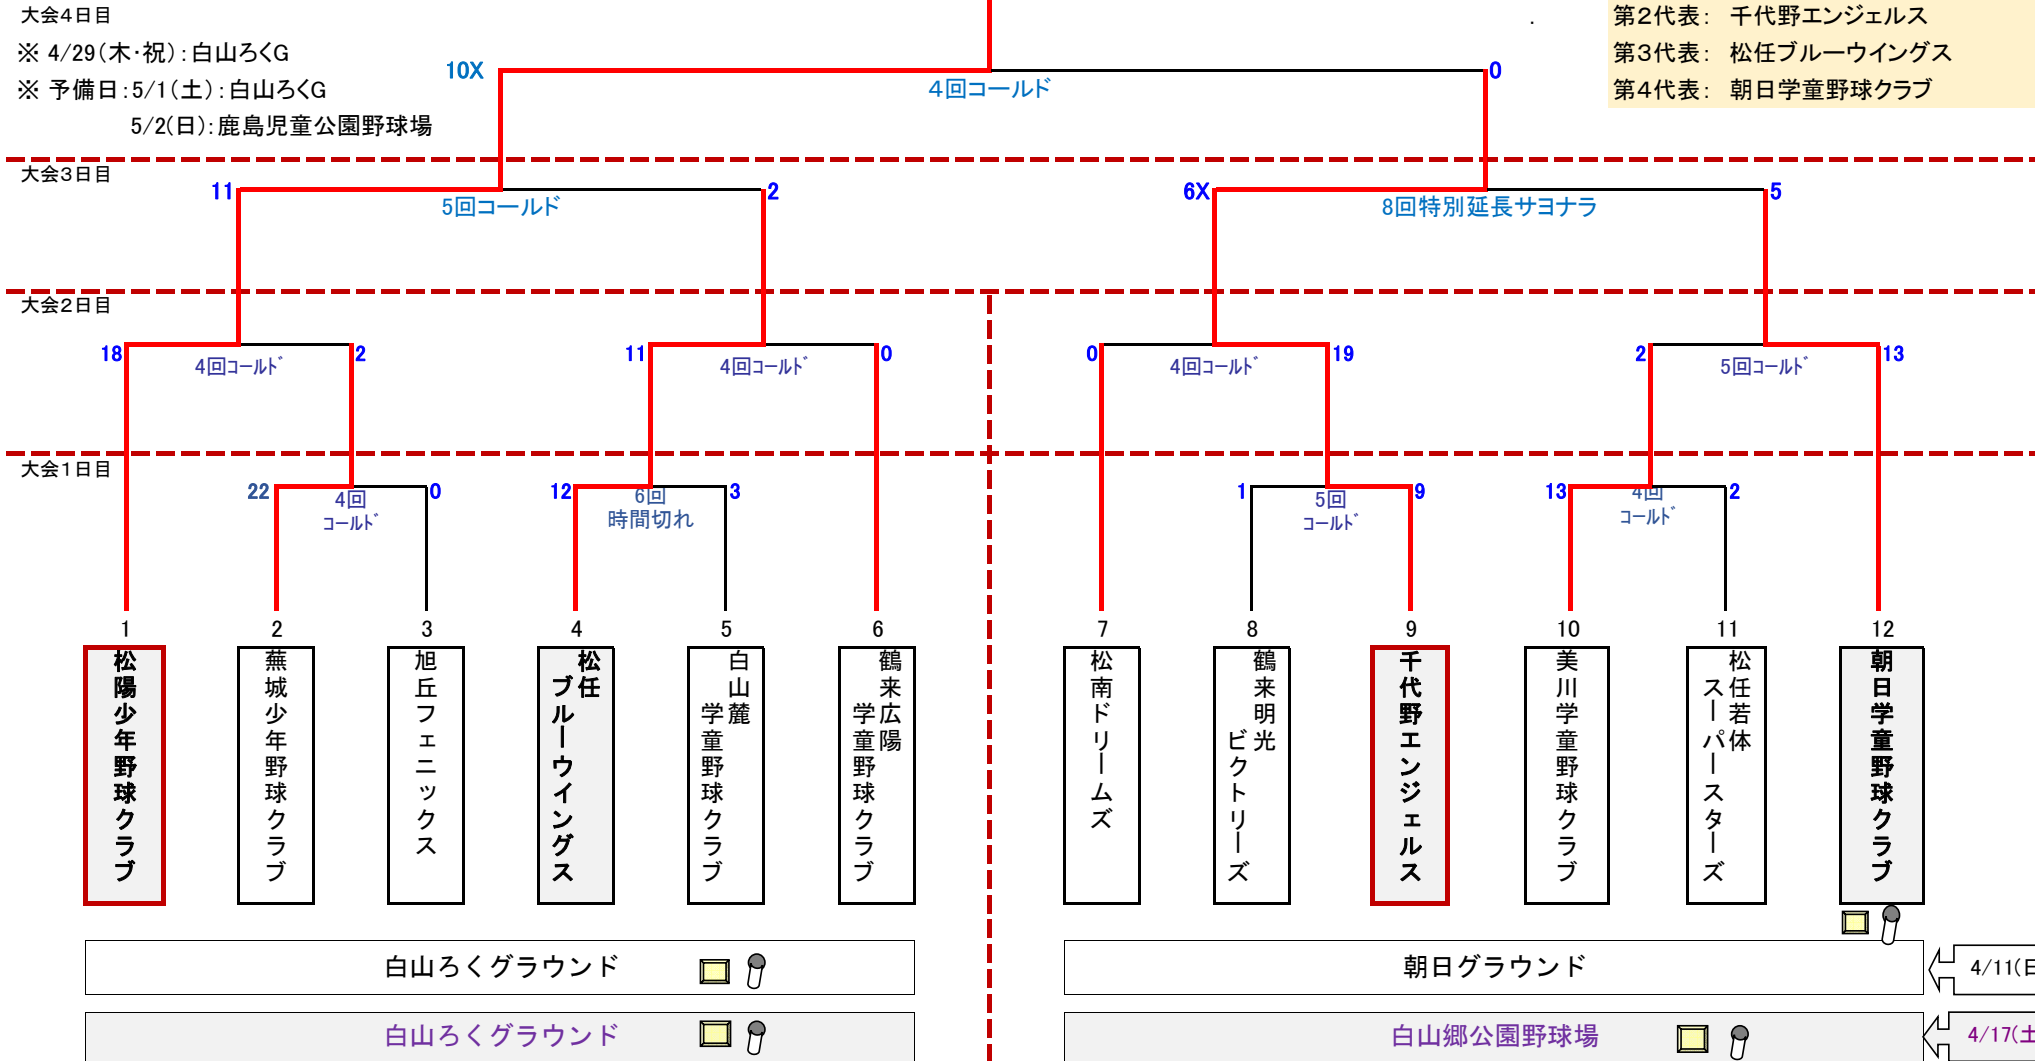 大会4日目
※ 4/29(木・祝)：白山ろくG
※ 予備日：5/1(土)：白山ろくG
5/2(日)：鹿島児童公園野球場
.
第2代表： 千代野エンジェルス
第3代表： 松任ブルーウイングス
第4代表： 朝日学童野球クラブ
10X
4回コールド
0
大会3日目
11
5回コールド
2
6X
8回特別延長サヨナラ
5
大会2日目
18
4回コールド
2
11
4回コールド
0
0
4回コールド
19
2
5回コールド
13
大会1日目
22
4回
コールド
0
12
6回
時間切れ
3
1
5回
コールド
9
13
4回
コールド
2
1
2
3
4
5
6
7
8
9
10
11
12
松陽少年野球クラブ
蕪城少年野球クラブ
旭丘フェニックス
松任
ブルーウイングス
白山麓
学童野球クラブ
鶴来広陽
学童野球クラブ
松南ドリームズ
鶴来明光
ビクトリーズ
千代野エンジェルス
美川学童野球クラブ
松任若体
スーパースターズ
朝日学童野球クラブ
白山ろくグラウンド
朝日グラウンド
4/11(日
白山ろくグラウンド
白山郷公園野球場
4/17(土